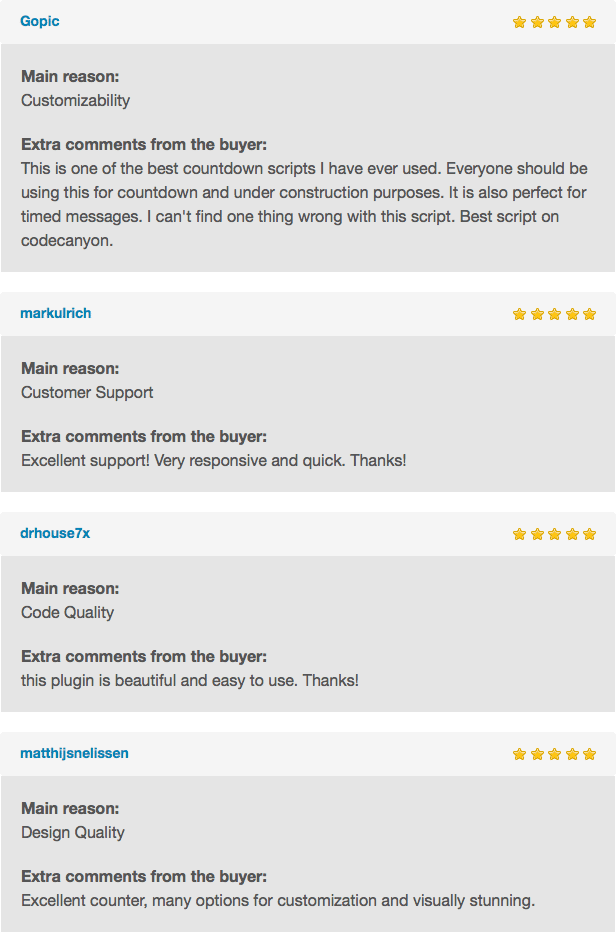 Gopic
Main reason:
Customizability
Extra comments from the buyer:
This is one of the best countdown scripts I have ever used. Everyone should be
using this for countdown and under construction purposes. It is also perfect for
timed messages. I can't find one thing wrong with this script. Best script on
codecanyon.
markulrich
Main reason:
Customer Support
Extra comments from the buyer:
Excellent support! Very responsive and quick. Thanks!
drhouse7x
Main reason:
Code Quality
Extra comments from the buyer:
this plugin is beautiful and easy to use. Thanks!
matthijsnelissen
Main reason:
Design Quality
Extra comments from the buyer:
Excellent counter, many options for customization and visually stunning.